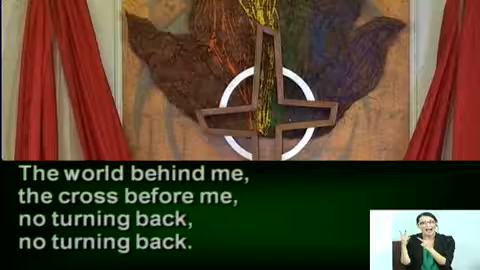 The world behind me,
the cross before me,
no turning back,
no turning back.